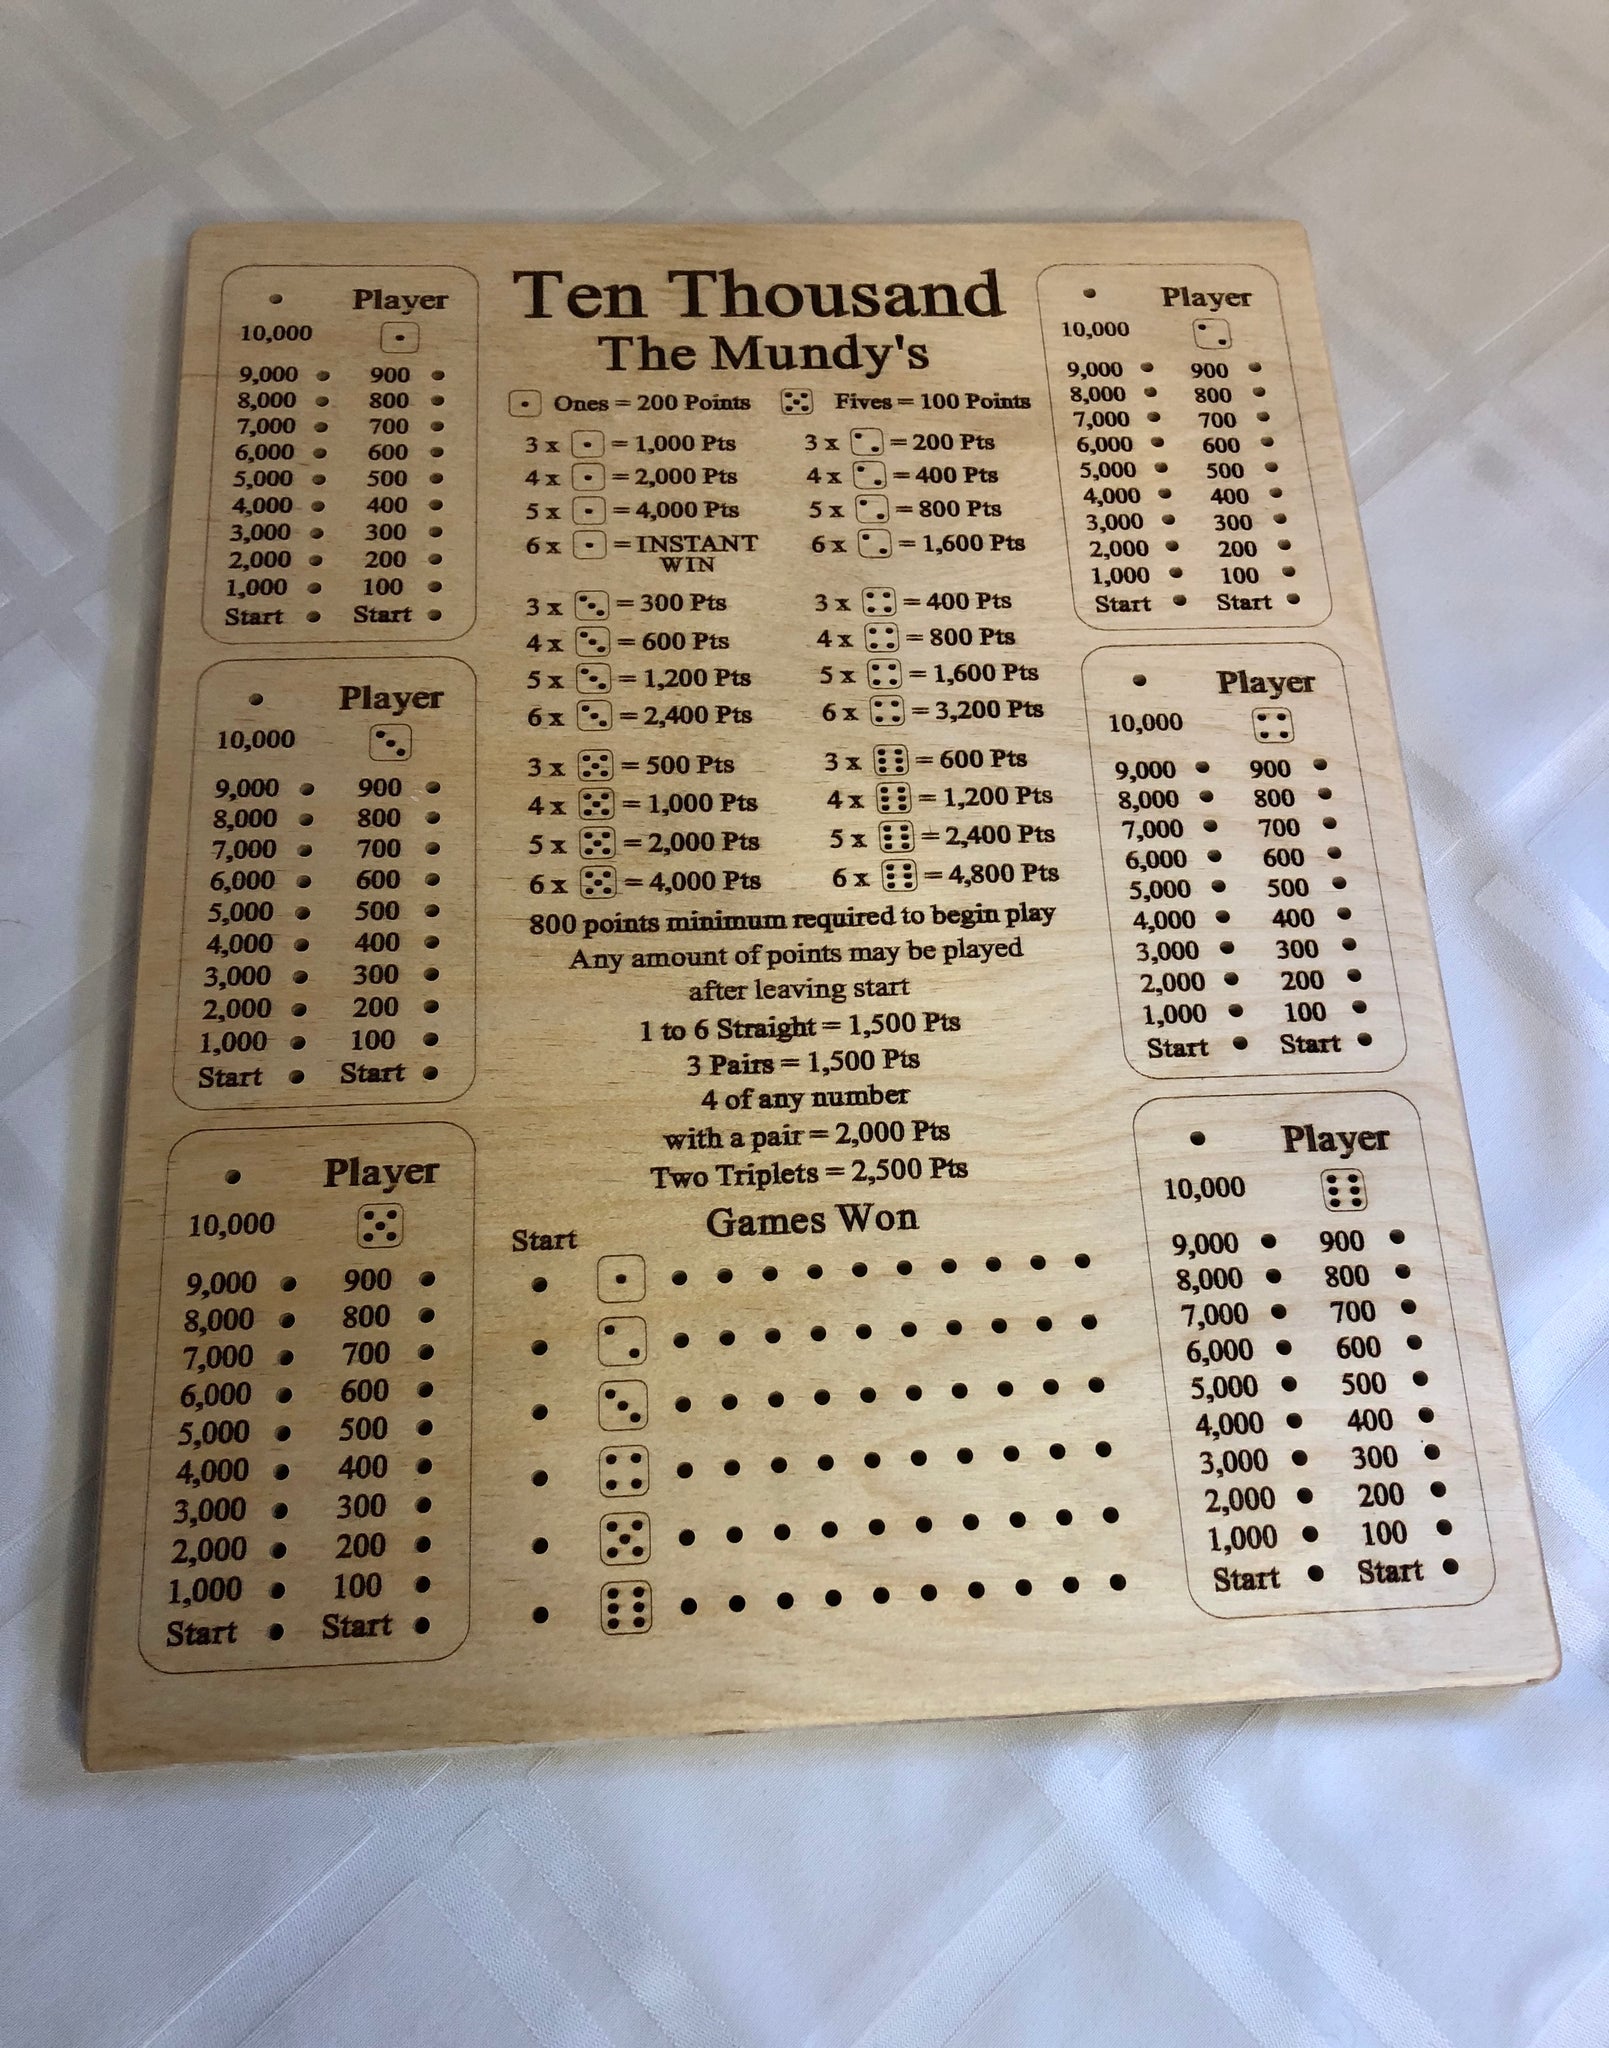 Ten Thousand
The Mundy's
Ones = 200 Points Fives = 100 Points
3 x = 1,000 Pts 3 x = 200 Pts
4 x = 2,000 Pts 4 x = 400 Pts
5 x = 4,000 Pts 5 x = 800 Pts
6 x = INSTANT WIN 6 x = 1,600 Pts
3 x = 300 Pts 3 x = 400 Pts
4 x = 600 Pts 4 x = 800 Pts
5 x = 1,200 Pts 5 x = 1,600 Pts
6 x = 2,400 Pts 6 x = 3,200 Pts
3 x = 500 Pts 3 x = 600 Pts
4 x = 1,000 Pts 4 x = 1,200 Pts
5 x = 2,000 Pts 5 x = 2,400 Pts
6 x = 4,000 Pts 6 x = 4,800 Pts
800 points minimum required to begin play
Any amount of points may be played
after leaving start
1 to 6 Straight = 1,500 Pts
3 Pairs = 1,500 Pts
4 of any number
with a pair = 2,000 Pts
Two Triplets = 2,500 Pts
Games Won
Start
Player
10,000
9,000 900
8,000 800
7,000 700
6,000 600
5,000 500
4,000 400
3,000 300
2,000 200
1,000 100
Start Start
Player
10,000
9,000 900
8,000 800
7,000 700
6,000 600
5,000 500
4,000 400
3,000 300
2,000 200
1,000 100
Start Start
Player
10,000
9,000 900
8,000 800
7,000 700
6,000 600
5,000 500
4,000 400
3,000 300
2,000 200
1,000 100
Start Start
Player
10,000
9,000 900
8,000 800
7,000 700
6,000 600
5,000 500
4,000 400
3,000 300
2,000 200
1,000 100
Start Start
Player
10,000
9,000 900
8,000 800
7,000 700
6,000 600
5,000 500
4,000 400
3,000 300
2,000 200
1,000 100
Start Start
Player
10,000
9,000 900
8,000 800
7,000 700
6,000 600
5,000 500
4,000 400
3,000 300
2,000 200
1,000 100
Start Start